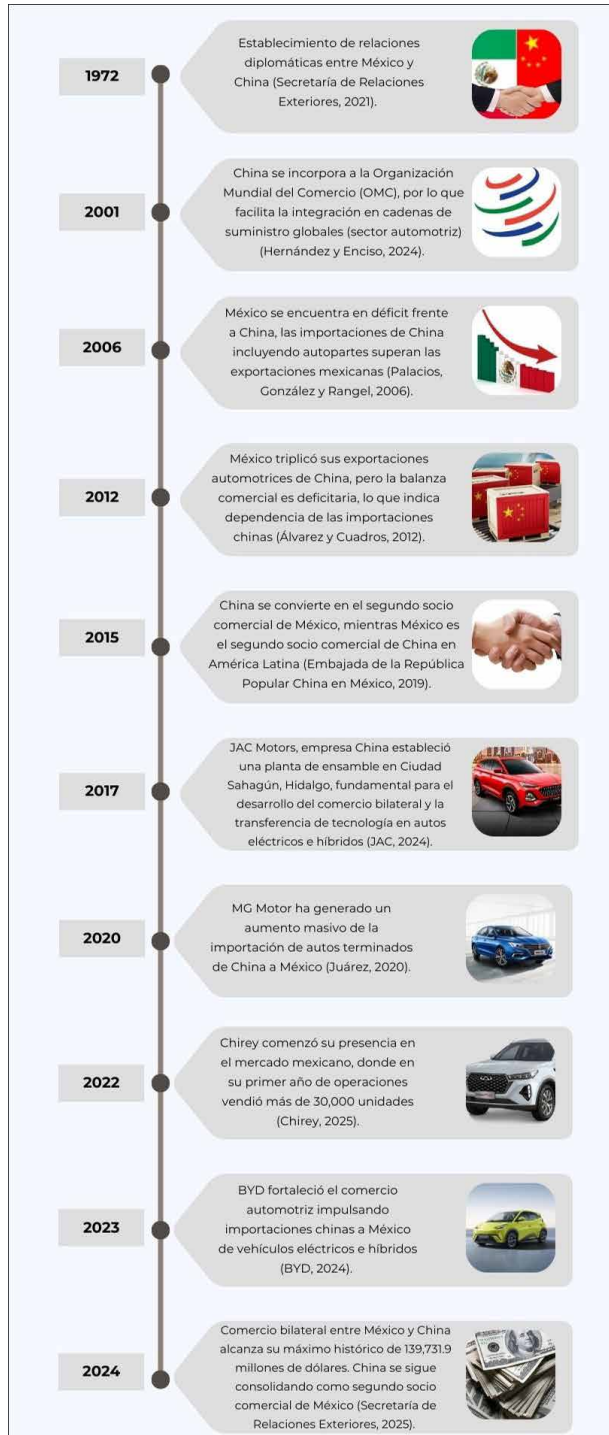 1972
Establecimiento de relaciones
diplomáticas entre México y
China (Secretaría de Relaciones
Exteriores, 2021).
2001
China se incorpora a la Organización
Mundial del Comercio (OMC), por lo que
facilita la integración en cadenas de
suministro globales (sector automotriz)
(Hernández y Enciso, 2024).
2006
México se encuentra en déficit frente
a China, las importaciones de China
incluyendo autopartes superan las
exportaciones mexicanas (Palacios,
González y Rangel, 2006).
2012
México triplicó sus exportaciones
automotrices de China, pero la balanza
comercial es deficitaria, lo que indica
dependencia de las importaciones
chinas (Álvarez y Cuadros, 2012).
2015
China se convierte en el segundo socio
comercial de México, mientras México es
el segundo socio comercial de China en
América Latina (Embajada de la República
Popular China en México, 2019).
2017
JAC Motors, empresa China estableció
una planta de ensamble en Ciudad
Sahagún, Hidalgo, fundamental para el
desarrollo del comercio bilateral y la
transferencia de tecnología en autos
eléctricos e híbridos (JAC, 2024).
2020
MG Motor ha generado un
aumento masivo de la
importación de autos terminados
de China a México (Juárez, 2020).
2022
Chirey comenzó su presencia en
el mercado mexicano, donde en
su primer año de operaciones
vendió más de 30,000 unidades
(Chirey, 2025).
2023
BYD fortaleció el comercio
automotriz impulsando
importaciones chinas a México
de vehículos eléctricos e híbridos
(BYD, 2024).
2024
Comercio bilateral entre México y China
alcanza su máximo histórico de 139,731.9
millones de dólares. China se sigue
consolidando como segundo socio
comercial de México (Secretaría de
Relaciones Exteriores, 2025).